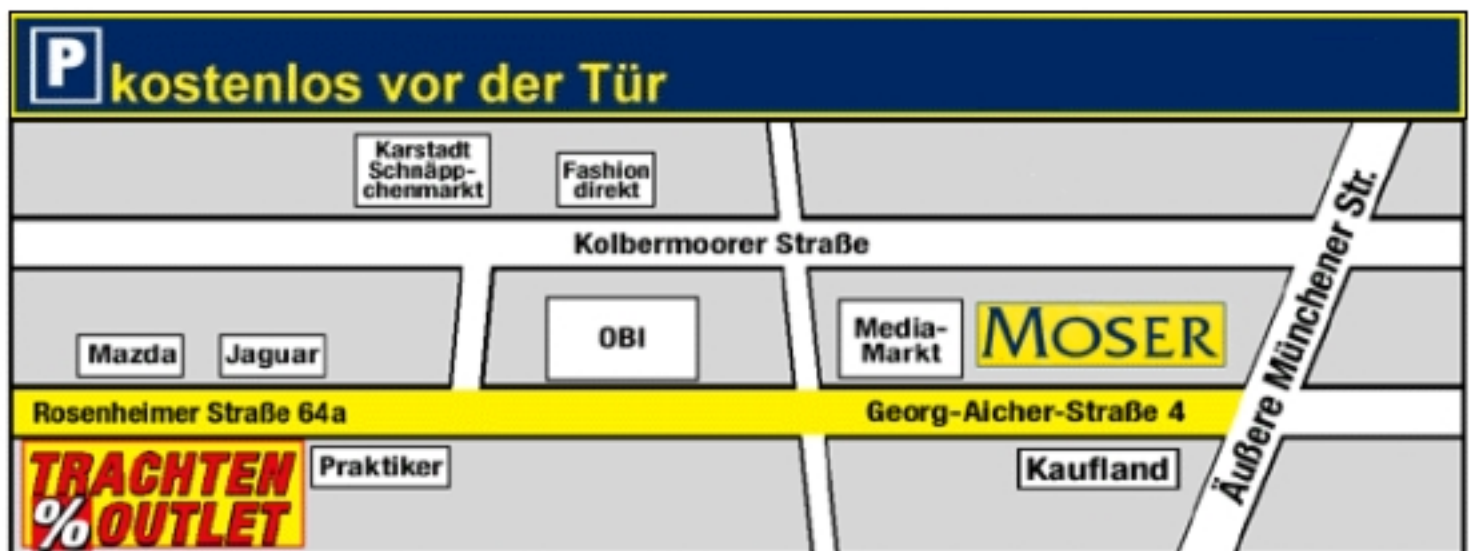 P kostenlos vor der Tür
Karstadt
Schnäpp-
chenmarkt
Fashion
direkt
Kolbermoorer Straße
Äußere Münchener Str.
Mazda
Jaguar
OBI
Media-
Markt
MOSER
Rosenheimer Straße 64a
Georg-Aicher-Straße 4
TRACHTEN
% OUTLET
Praktiker
Kaufland